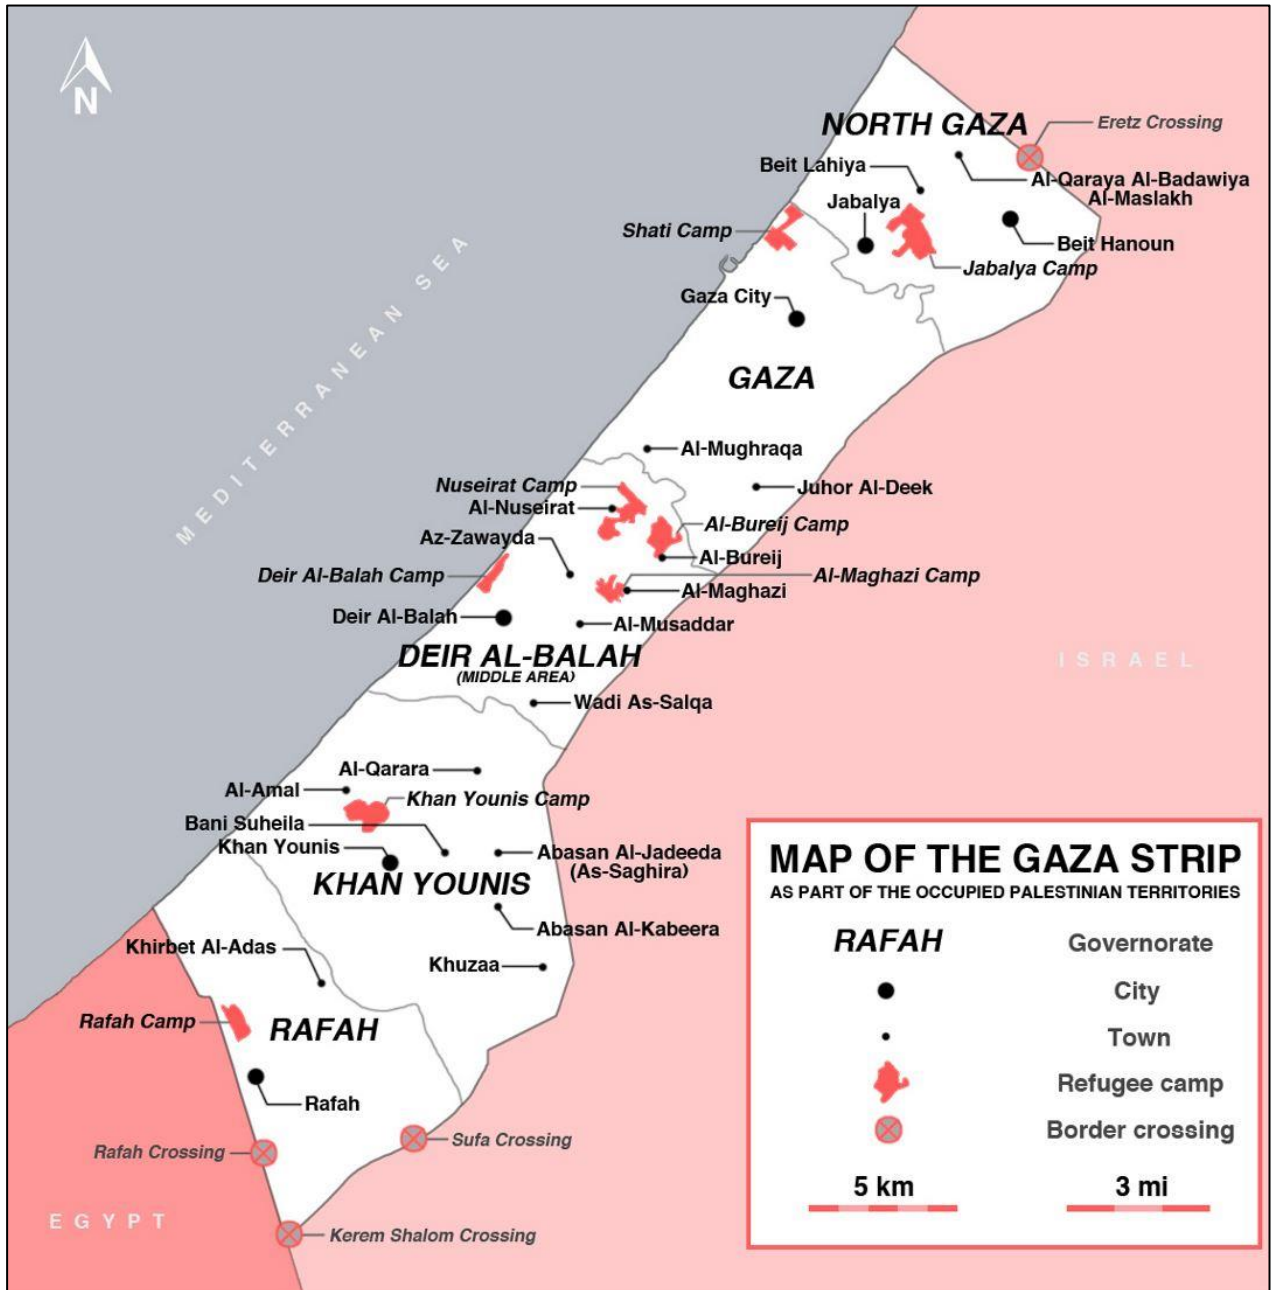 N
MEDITERRANEAN SEA
NORTH GAZA
Eretz Crossing
Beit Lahiya
Al-Qaraya Al-Badawiya
Al-Maslakh
Jabalya
Shati Camp
Beit Hanoun
Jabalya Camp
Gaza City
GAZA
Al-Mughraqa
Nuseirat Camp
Juhor Al-Deek
Al-Nuseirat
Al-Bureij Camp
Az-Zawayda
Al-Bureij
Deir Al-Balah Camp
Al-Maghazi Camp
Al-Maghazi
Deir Al-Balah
Al-Musaddar
DEIR AL-BALAH
(MIDDLE AREA)
ISRAEL
Wadi As-Salqa
Al-Qarara
Al-Amal
Khan Younis Camp
Bani Suheila
Khan Younis
Abasan Al-Jadeeda
(As-Saghira)
KHAN YOUNIS
Abasan Al-Kabeera
Khirbet Al-Adas
Khuzaa
Rafah Camp
RAFAH
Rafah
Sufa Crossing
Rafah Crossing
EGYPT
Kerem Shalom Crossing
MAP OF THE GAZA STRIP
AS PART OF THE OCCUPIED PALESTINIAN TERRITORIES
RAFAH Governorate
City
Town
Refugee camp
Border crossing
5 km 3 mi